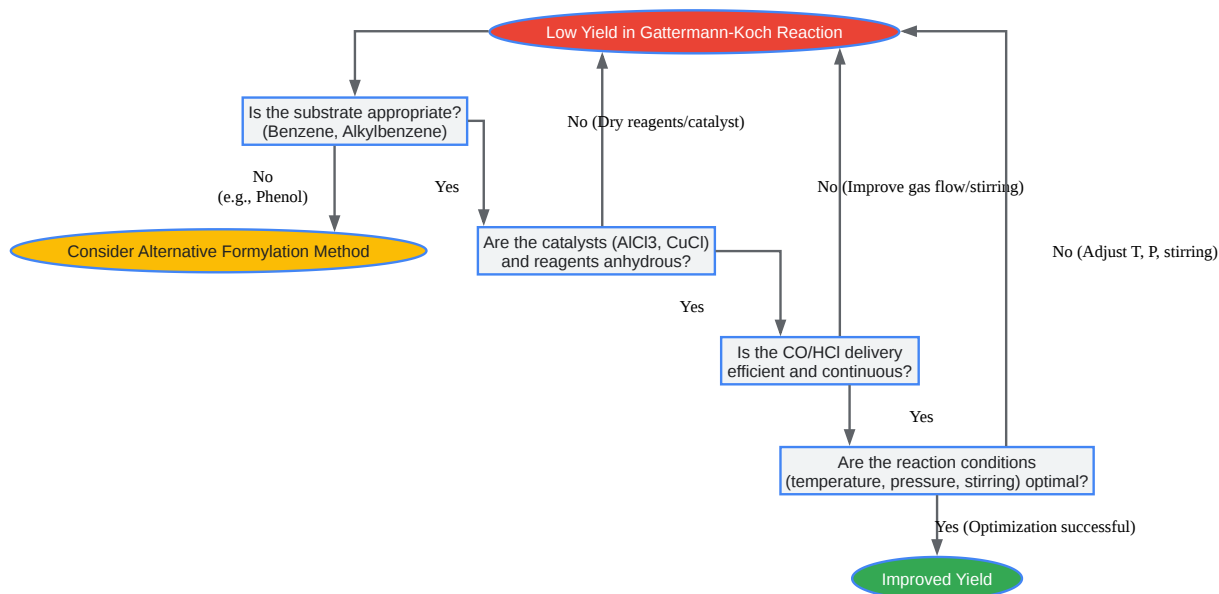 Low Yield in Gattermann-Koch Reaction
Is the substrate appropriate?
(Benzene, Alkylbenzene)
No (Dry reagents/catalyst)
No
(e.g., Phenol)
Yes
No (Improve gas flow/stirring)
Consider Alternative Formylation Method
Are the catalysts (AlCl3, CuCl)
and reagents anhydrous?
No (Adjust T, P, stirring)
Yes
Is the CO/HCl delivery
efficient and continuous?
Yes
Are the reaction conditions
(temperature, pressure, stirring) optimal?
Yes (Optimization successful)
Improved Yield